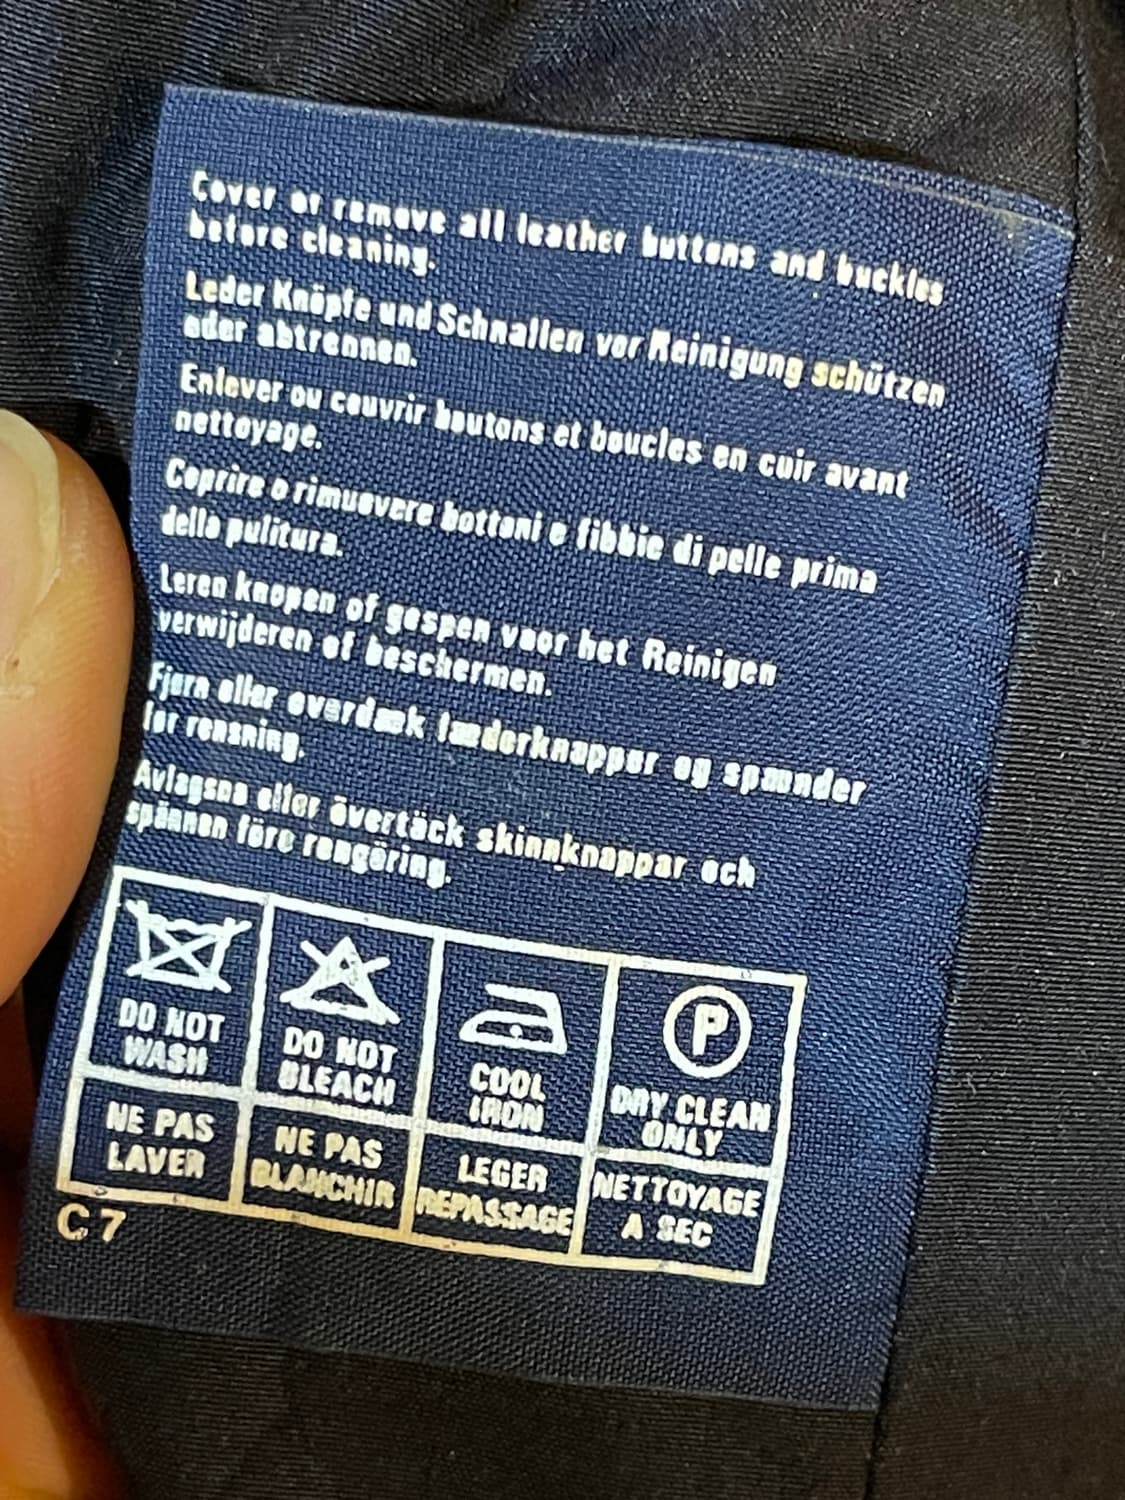 Cover or remove all leather buttons and buckles
before cleaning.
Leder Knöpfe und Schnallen vor Reinigung schützen
oder abtrennen.
Enlever ou couvrir boutons et boucles en cuir avant
nettoyage.
Coprire o rimuovere bottoni e fibbie di pelle prima
della pulitura.
Leren knopen of gespen voor het Reinigen
verwijderen of beschermen.
Fjern eller overdæk læderknapper og spænder
før rensning.
Avlagsna eller övertäck skinnknappar och
spännen före rengöring.
DO NOT
WASH
DO NOT
BLEACH
COOL
IRON
P
DRY CLEAN
ONLY
NE PAS
LAVER
NE PAS
BLANCHIR
LEGER
REPASSAGE
NETTOYAGE
A SEC
C7